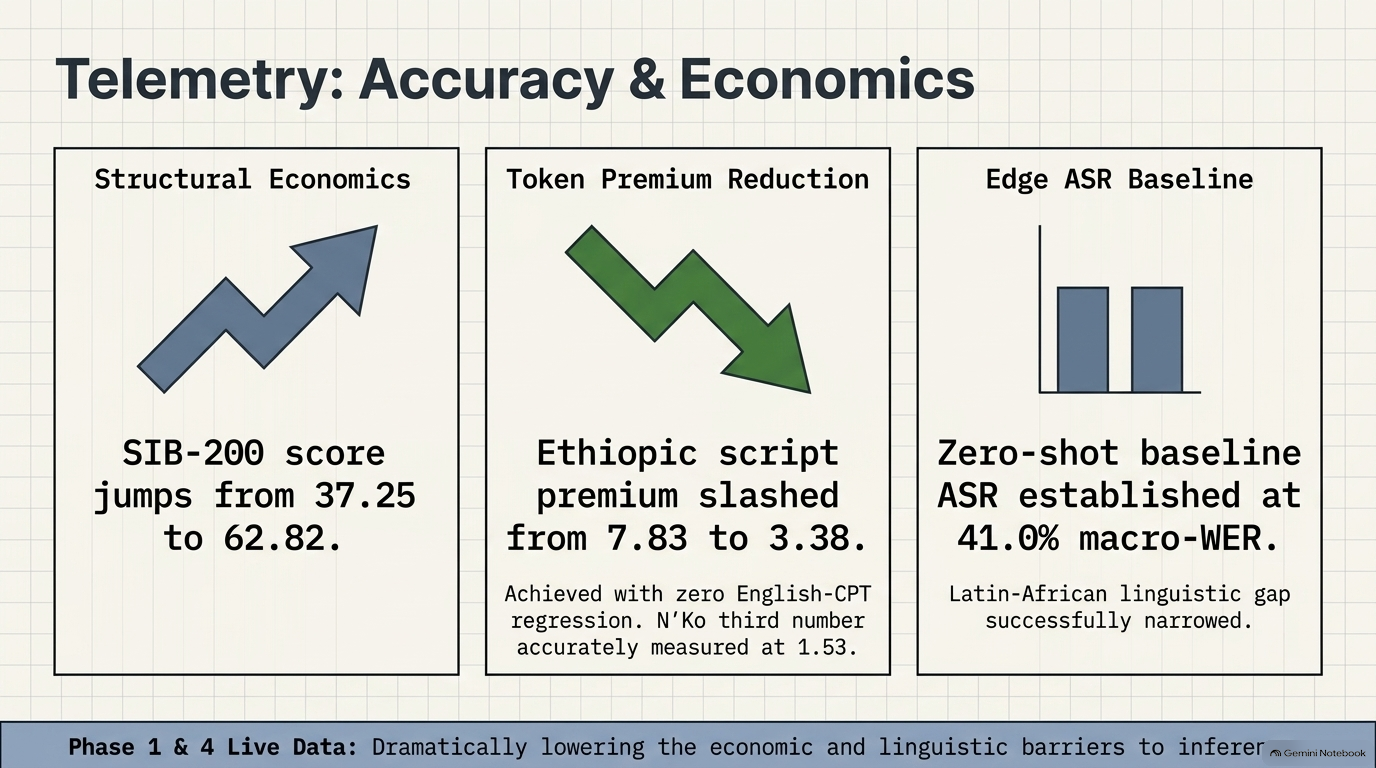 Telemetry: Accuracy & Economics
Structural Economics
SIB-200 score
jumps from 37.25
to 62.82.
Token Premium Reduction
Ethiopic script
premium slashed
from 7.83 to 3.38.
Achieved with zero English-CPT
regression. N’Ko third number
accurately measured at 1.53.
Edge ASR Baseline
Zero-shot baseline
ASR established at
41.0% macro-WER.
Latin-African linguistic gap
successfully narrowed.
Phase 1 & 4 Live Data: Dramatically lowering the economic and linguistic barriers to
Gemini Notebook